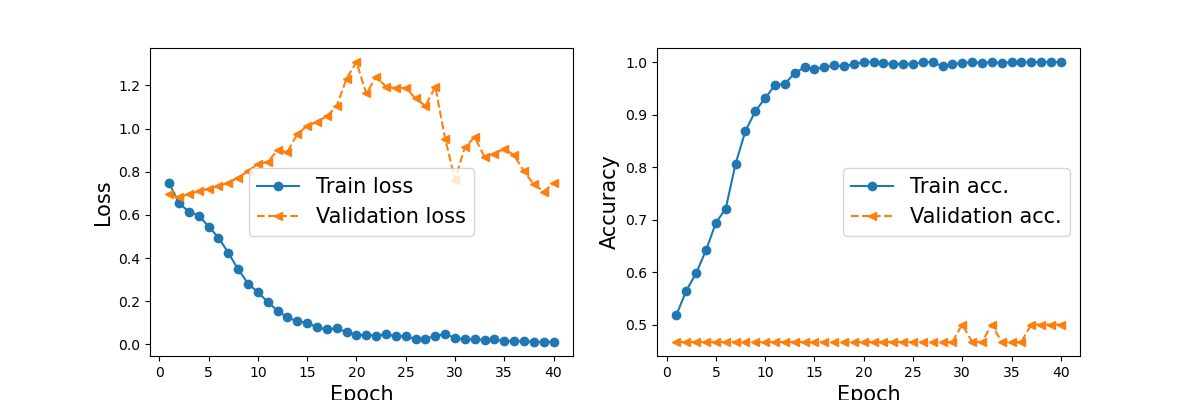 1.2
1.0
0.8
0.6
0.4
0.2
0.0
Loss
Train loss
Validation loss
0 5 10 15 20 25 30 35 40
Epoch
1.0
0.9
0.8
0.7
0.6
0.5
Accuracy
Train acc.
Validation acc.
0 5 10 15 20 25 30 35 40
Epoch